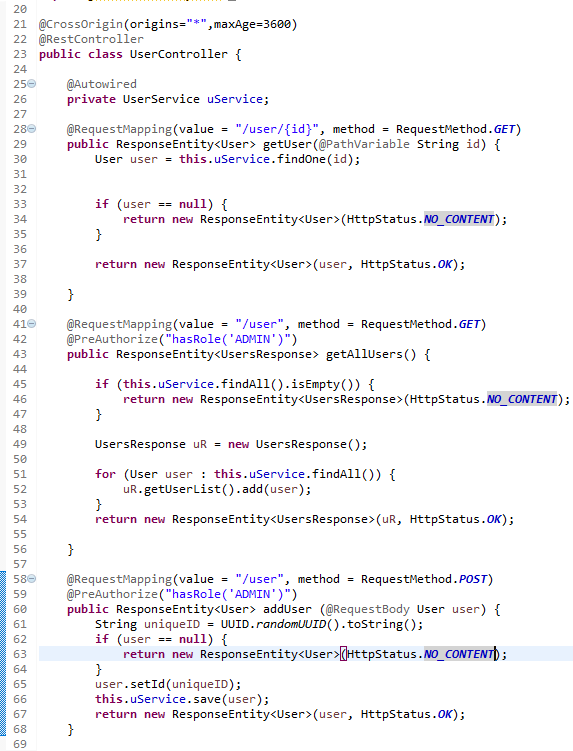 20
21 @CrossOrigin(origins="*",maxAge=3600)
22 @RestController
23 public class UserController {
24
25 @Autowired
26 private UserService uService;
27
28 @RequestMapping(value = "/user/{id}", method = RequestMethod.GET)
29 public ResponseEntity<User> getUser(@PathVariable String id) {
30 User user = this.uService.findOne(id);
31
32
33 if (user == null) {
34 return new ResponseEntity<User>(HttpStatus.NO_CONTENT);
35 }
36
37 return new ResponseEntity<User>(user, HttpStatus.OK);
38
39 }
40
41 @RequestMapping(value = "/user", method = RequestMethod.GET)
42 @PreAuthorize("hasRole('ADMIN')")
43 public ResponseEntity<UsersResponse> getAllUsers() {
44
45 if (this.uService.findAll().isEmpty()) {
46 return new ResponseEntity<UsersResponse>(HttpStatus.NO_CONTENT);
47 }
48
49 UsersResponse uR = new UsersResponse();
50
51 for (User user : this.uService.findAll()) {
52 uR.getUserList().add(user);
53 }
54 return new ResponseEntity<UsersResponse>(uR, HttpStatus.OK);
55
56 }
57
58 @RequestMapping(value = "/user", method = RequestMethod.POST)
59 @PreAuthorize("hasRole('ADMIN')")
60 public ResponseEntity<User> addUser (@RequestBody User user) {
61 String uniqueID = UUID.randomUUID().toString();
62 if (user == null) {
63 return new ResponseEntity<User>(HttpStatus.NO_CONTENT);
64 }
65 user.setId(uniqueID);
66 this.uService.save(user);
67 return new ResponseEntity<User>(user, HttpStatus.OK);
68 }
69